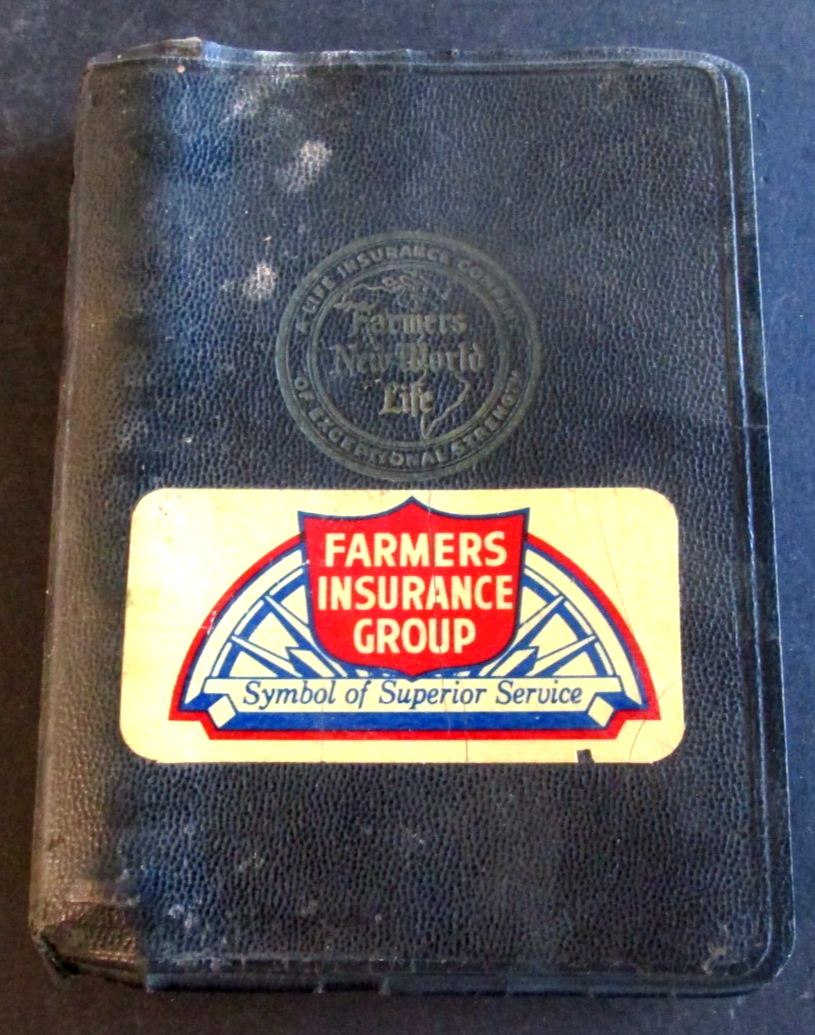 A LIFE INSURANCE COMPANY
Farmers
New World
Life
OF EXCEPTIONAL STRENGTH
FARMERS
INSURANCE
GROUP
Symbol of Superior Service